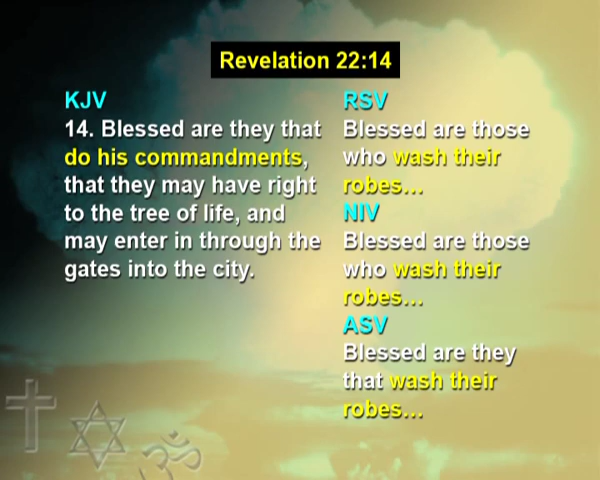 Revelation 22:14
KJV
14. Blessed are they that
do his commandments,
that they may have right
to the tree of life, and
may enter in through the
gates into the city.
RSV
Blessed are those
who wash their
robes...
NIV
Blessed are those
who wash their
robes...
ASV
Blessed are they
that wash their
robes...
ॐ